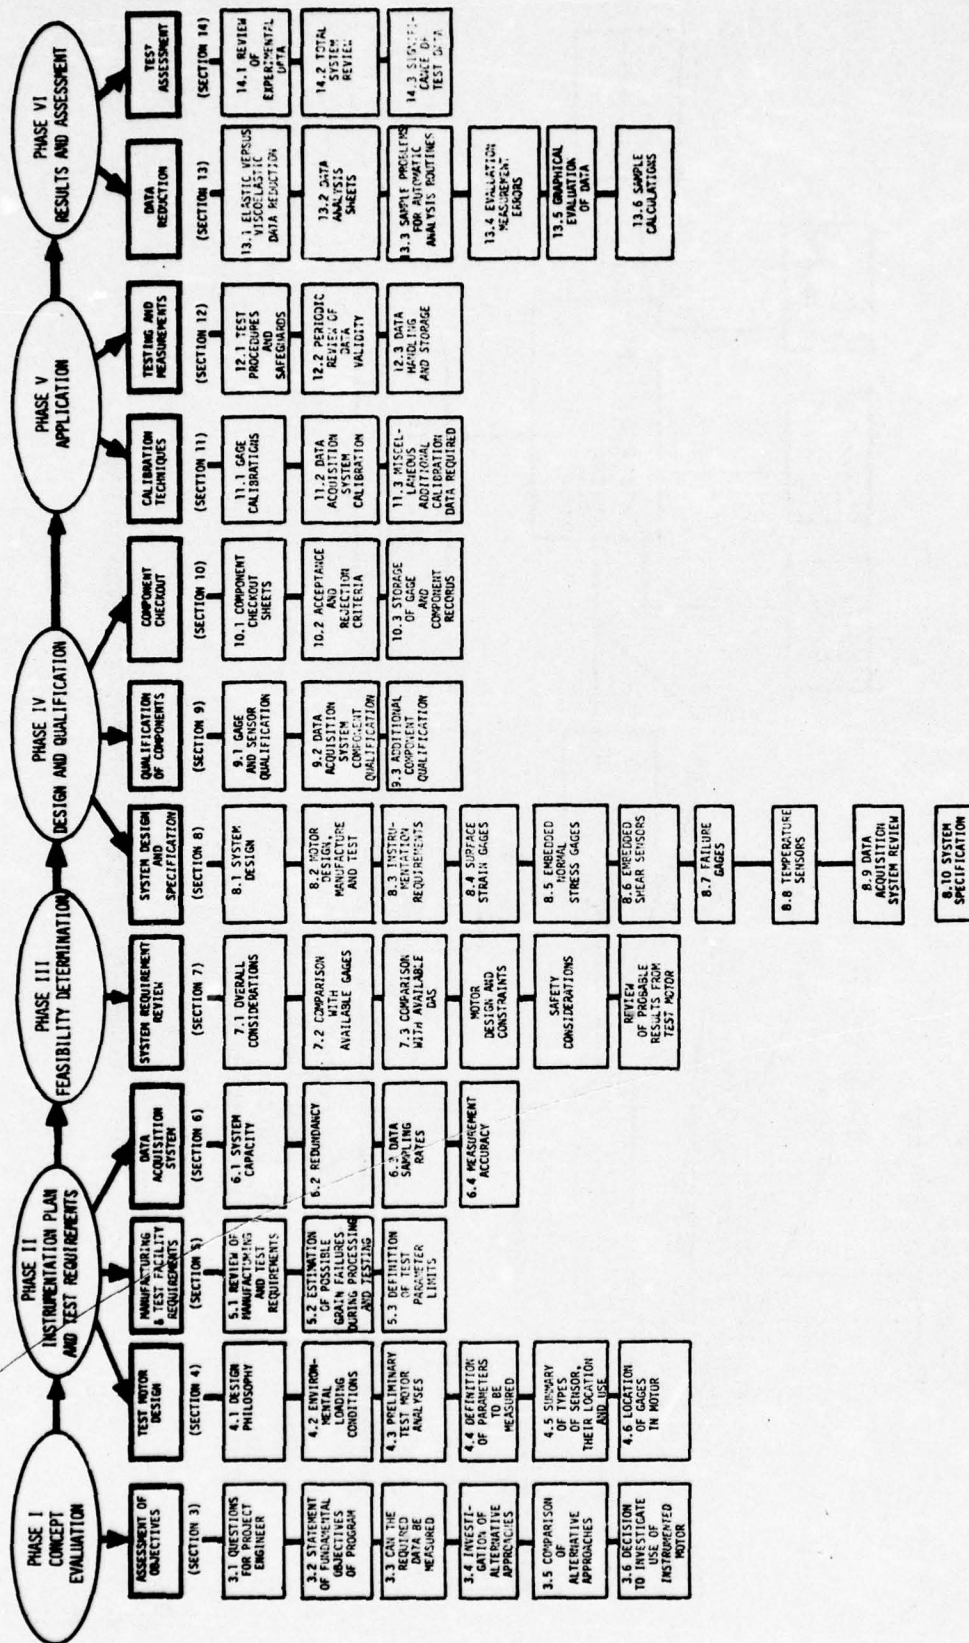 PHASE I
CONCEPT
EVALUATION
ASSESSMENT OF
OBJECTIVES
(SECTION 3)
3.1 QUESTIONS
FOR PROJECT
ENGINEER
3.2 STATEMENT
OF FUNDAMENTAL
OBJECTIVES
OF PROGRAM
3.3 CAN THE
REQUIRED
DATA BE
MEASURED
3.4 INVESTI-
GATION OF
ALTERNATIVE
APPROACHES
3.5 COMPARISON
OF
ALTERNATIVE
APPROACHES
3.6 DECISION
TO INVESTIGATE
USE OF
INSTRUMENTED
MOTOR
PHASE II
INSTRUMENTATION PLAN
AND TEST REQUIREMENTS
TEST MOTOR
DESIGN
(SECTION 4)
4.1 DESIGN
PHILOSOPHY
4.2 ENVIRON-
MENTAL
LOADING
CONDITIONS
4.3 PRELIMINARY
TEST MOTOR
ANALYSES
4.4 DEFINITION
OF PARAMETERS
TO BE
MEASURED
4.5 SUMMARY
OF TYPES
OF SENSOR,
THEIR LOCATION
AND USE
4.6 LOCATION
OF GAGES
IN MOTOR
MANUFACTURING
& TEST FACILITY
REQUIREMENTS
(SECTION 5)
5.1 REVIEW OF
MANUFACTURING
AND TEST
REQUIREMENTS
5.2 ESTIMATION
OF POSSIBLE
GRAIN FAILURES
DURING PROCESSING
AND TESTING
5.3 DEFINITION
OF TEST
PARAMETER
LIMITS
DATA
ACQUISITION
SYSTEM
(SECTION 6)
6.1 SYSTEM
CAPACITY
6.2 REDUNDANCY
6.3 DATA
SAMPLING
RATES
6.4 MEASUREMENT
ACCURACY
PHASE III
FEASIBILITY DETERMINATION
SYSTEM REQUIREMENT
REVIEW
(SECTION 7)
7.1 OVERALL
CONSIDERATIONS
7.2 COMPARISON
WITH
AVAILABLE GAGES
7.3 COMPARISON
WITH AVAILABLE
DAS
MOTOR
DESIGN AND
CONSTRAINTS
SAFETY
CONSIDERATIONS
REVIEW
OF PROBABLE
RESULTS FROM
TEST MOTOR
PHASE IV
DESIGN AND QUALIFICATION
SYSTEM DESIGN
AND
SPECIFICATION
(SECTION 8)
8.1 SYSTEM
DESIGN
8.2 MOTOR
DESIGN,
MANUFACTURE
AND TEST
8.3 INSTRU-
MENTATION
REQUIREMENTS
8.4 SURFACE
STRAIN GAGES
8.5 EMBEDDED
NORMAL
STRESS GAGES
8.6 EMBEDDED
SHEAR SENSORS
8.7 FAILURE
GAGES
8.8 TEMPERATURE
SENSORS
8.9 DATA
ACQUISITION
SYSTEM REVIEW
8.10 SYSTEM
SPECIFICATION
QUALIFICATION
OF COMPONENTS
(SECTION 9)
9.1 GAGE
AND SENSOR
QUALIFICATION
9.2 DATA
ACQUISITION
SYSTEM
COMPONENT
QUALIFICATION
9.3 ADDITIONAL
COMPONENT
QUALIFICATION
COMPONENT
CHECKOUT
(SECTION 10)
10.1 COMPONENT
CHECKOUT
SHEETS
10.2 ACCEPTANCE
AND
REJECTION
CRITERIA
10.3 STORAGE
OF GAGE
AND
COMPONENT
RECORDS
PHASE V
APPLICATION
CALIBRATION
TECHNIQUES
(SECTION 11)
11.1 GAGE
CALIBRATIONS
11.2 DATA
ACQUISITION
SYSTEM
CALIBRATION
11.3 MISCEL-
LANEOUS
ADDITIONAL
CALIBRATION
DATA REQUIRED
TESTING AND
MEASUREMENTS
(SECTION 12)
12.1 TEST
PROCEDURES
AND
SAFEGUARDS
12.2 PERIODIC
REVIEW OF
DATA
VALIDITY
12.3 DATA
HANDLING
AND STORAGE
PHASE VI
RESULTS AND ASSESSMENT
DATA
REDUCTION
(SECTION 13)
13.1 ELASTIC VERSUS
VISCOELASTIC
DATA REDUCTION
13.2 DATA
ANALYSIS
SHEETS
13.3 SAMPLE PROBLEMS
FOR AUTOMATIC
ANALYSIS ROUTINES
13.4 EVALUATION
MEASUREMENT
ERRORS
13.5 GRAPHICAL
EVALUATION
OF DATA
13.6 SAMPLE
CALCULATIONS
TEST
ASSESSMENT
(SECTION 14)
14.1 REVIEW
OF
EXPERIMENTAL
DATA
14.2 TOTAL
SYSTEM
REVIEW
14.3 SIGNIFI-
CANCE OF
TEST DATA